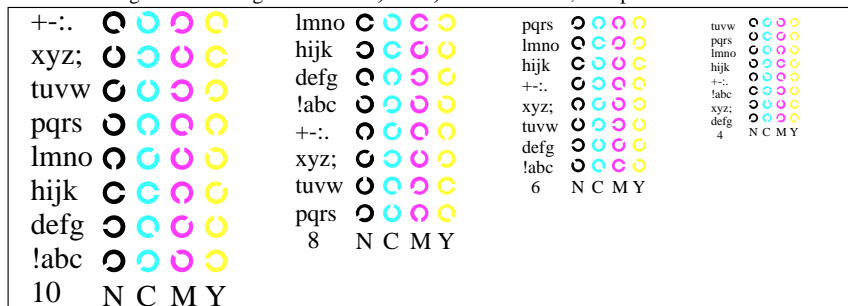 +-:.
xyz;
tuvw
pqrs
lmno
hijk
defg
!abc
10 N C M Y
lmno
hijk
defg
!abc
+-:.
xyz;
tuvw
pqrs
8 N C M Y
pqrs
lmno
hijk
+-:.
xyz;
tuvw
defg
!abc
6 N C M Y
tuvw
pqrs
lmno
hijk
+-:.
!abc
xyz;
defg
4 N C M Y